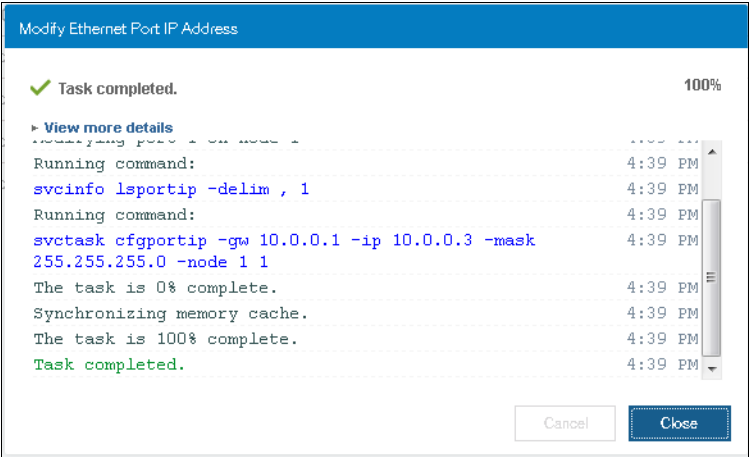 Modify Ethernet Port IP Address
Task completed.
100%
View more details
Running command:
4:39 PM
svcinfo lsportip -delim , 1
4:39 PM
Running command:
4:39 PM
svctask cfgportip -gw 10.0.0.1 -ip 10.0.0.3 -mask
4:39 PM
255.255.255.0 -node 1 1
The task is 0% complete.
4:39 PM
Synchronizing memory cache.
4:39 PM
The task is 100% complete.
4:39 PM
Task completed.
4:39 PM
Cancel
Close